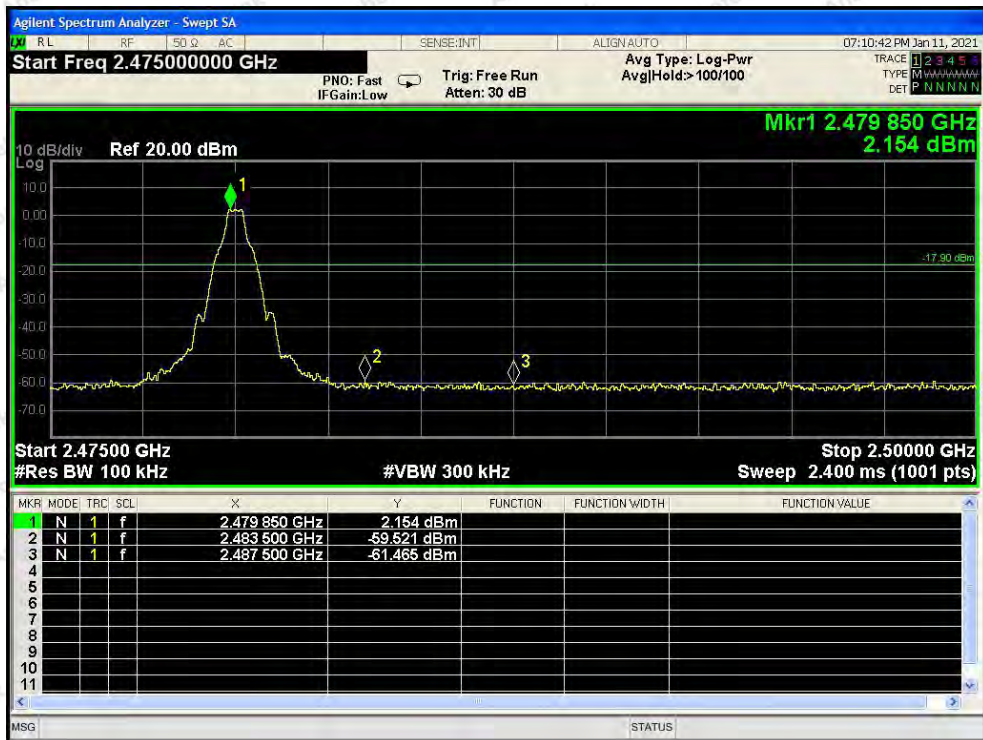 Agilent Spectrum Analyzer - Swept SA
LXI RL RF 50 Ω AC SENSE:INT ALIGN AUTO 07:10:42 PM Jan 11, 2021
Start Freq 2.475000000 GHz
PNO: Fast
IFGain:Low
Trig: Free Run
Atten: 30 dB
Avg Type: Log-Pwr
Avg|Hold:> 100/100
TRACE 1 2 3 4 5 6
TYPE M
DET P N N N N N
Mkr1 2.479 850 GHz
2.154 dBm
10 dB/div Ref 20.00 dBm
Log
10.0
0.00
-10.0
-20.0
-30.0
-40.0
-50.0
-60.0
-70.0
1
-17.90 dBm
2
3
Start 2.47500 GHz Stop 2.50000 GHz
#Res BW 100 kHz #VBW 300 kHz Sweep 2.400 ms (1001 pts)
MKR MODE TRC SCL X Y FUNCTION FUNCTION WIDTH FUNCTION VALUE
1 N 1 f 2.479 850 GHz 2.154 dBm
2 N 1 f 2.483 500 GHz -59.521 dBm
3 N 1 f 2.487 500 GHz -61.465 dBm
4
5
6
7
8
9
10
11
MSG STATUS